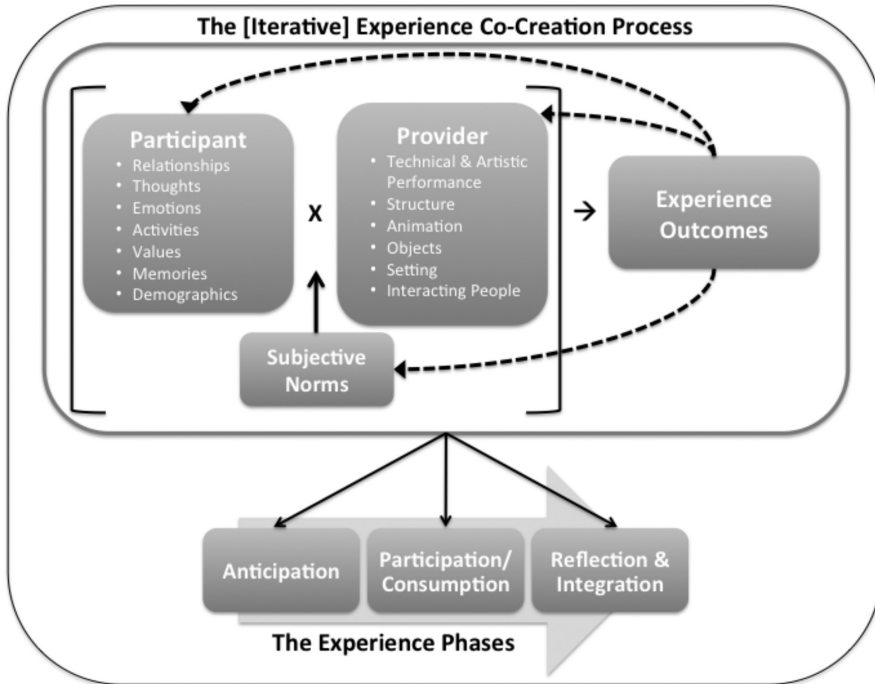 The [Iterative] Experience Co-Creation Process
Participant
• Relationships
• Thoughts
• Emotions
• Activities
• Values
• Memories
• Demographics
X
Provider
• Technical & Artistic
Performance
• Structure
• Animation
• Objects
• Setting
• Interacting People
Experience
Outcomes
Subjective
Norms
Anticipation
Participation/
Consumption
Reflection &
Integration
The Experience Phases